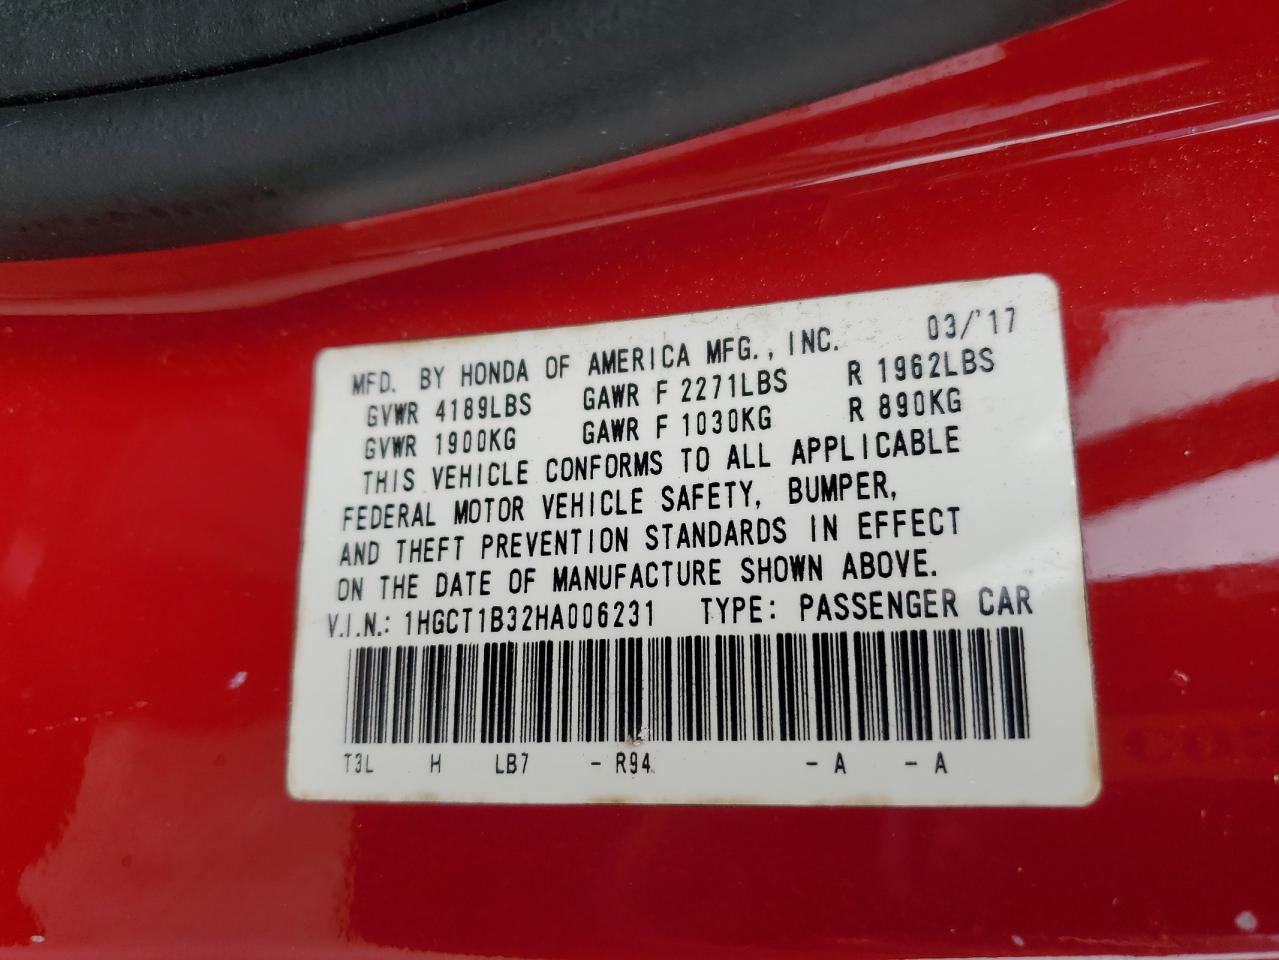 MFD. BY HONDA OF AMERICA MFG., INC. 03/'17
GVWR 4189LBS GAWR F 2271LBS R 1962LBS
GVWR 1900KG GAWR F 1030KG R 890KG
THIS VEHICLE CONFORMS TO ALL APPLICABLE
FEDERAL MOTOR VEHICLE SAFETY, BUMPER,
AND THEFT PREVENTION STANDARDS IN EFFECT
ON THE DATE OF MANUFACTURE SHOWN ABOVE.
V.I.N.: 1HGCT1B32HA006231 TYPE: PASSENGER CAR
T3L H LB7 - R94 - A - A